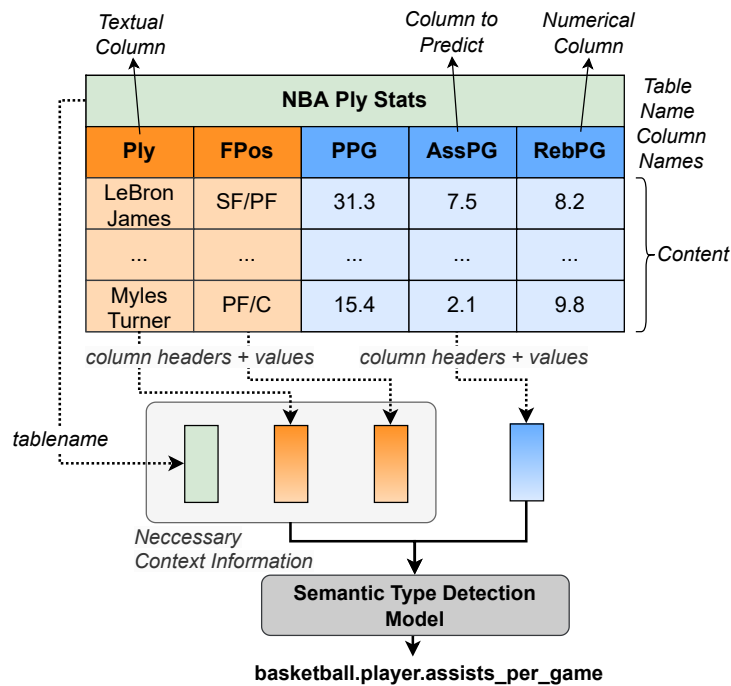 Textual
Column
Column to
Predict
Numerical
Column
NBA Ply Stats
Table
Name
Column
Names
Ply FPos PPG AssPG RebPG
LeBron
James
SF/PF 31.3 7.5 8.2
... ... ... ... ...
Content
Myles
Turner
PF/C 15.4 2.1 9.8
column headers + values column headers + values
tablename
Neccessary
Context Information
Semantic Type Detection
Model
basketball.player.assists_per_game